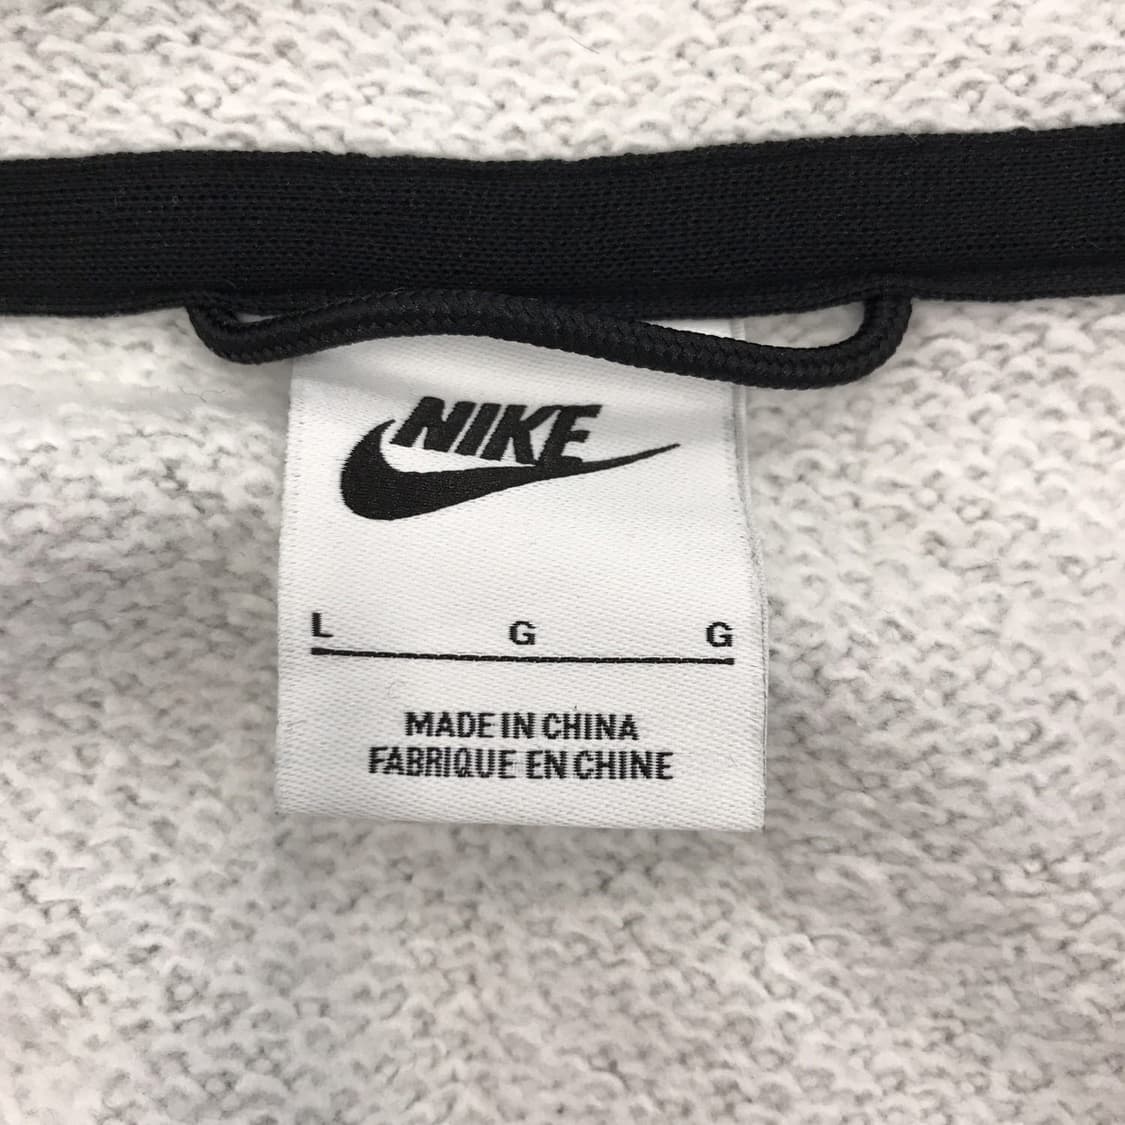 NIKE
L G G
MADE IN CHINA
FABRIQUE EN CHINE